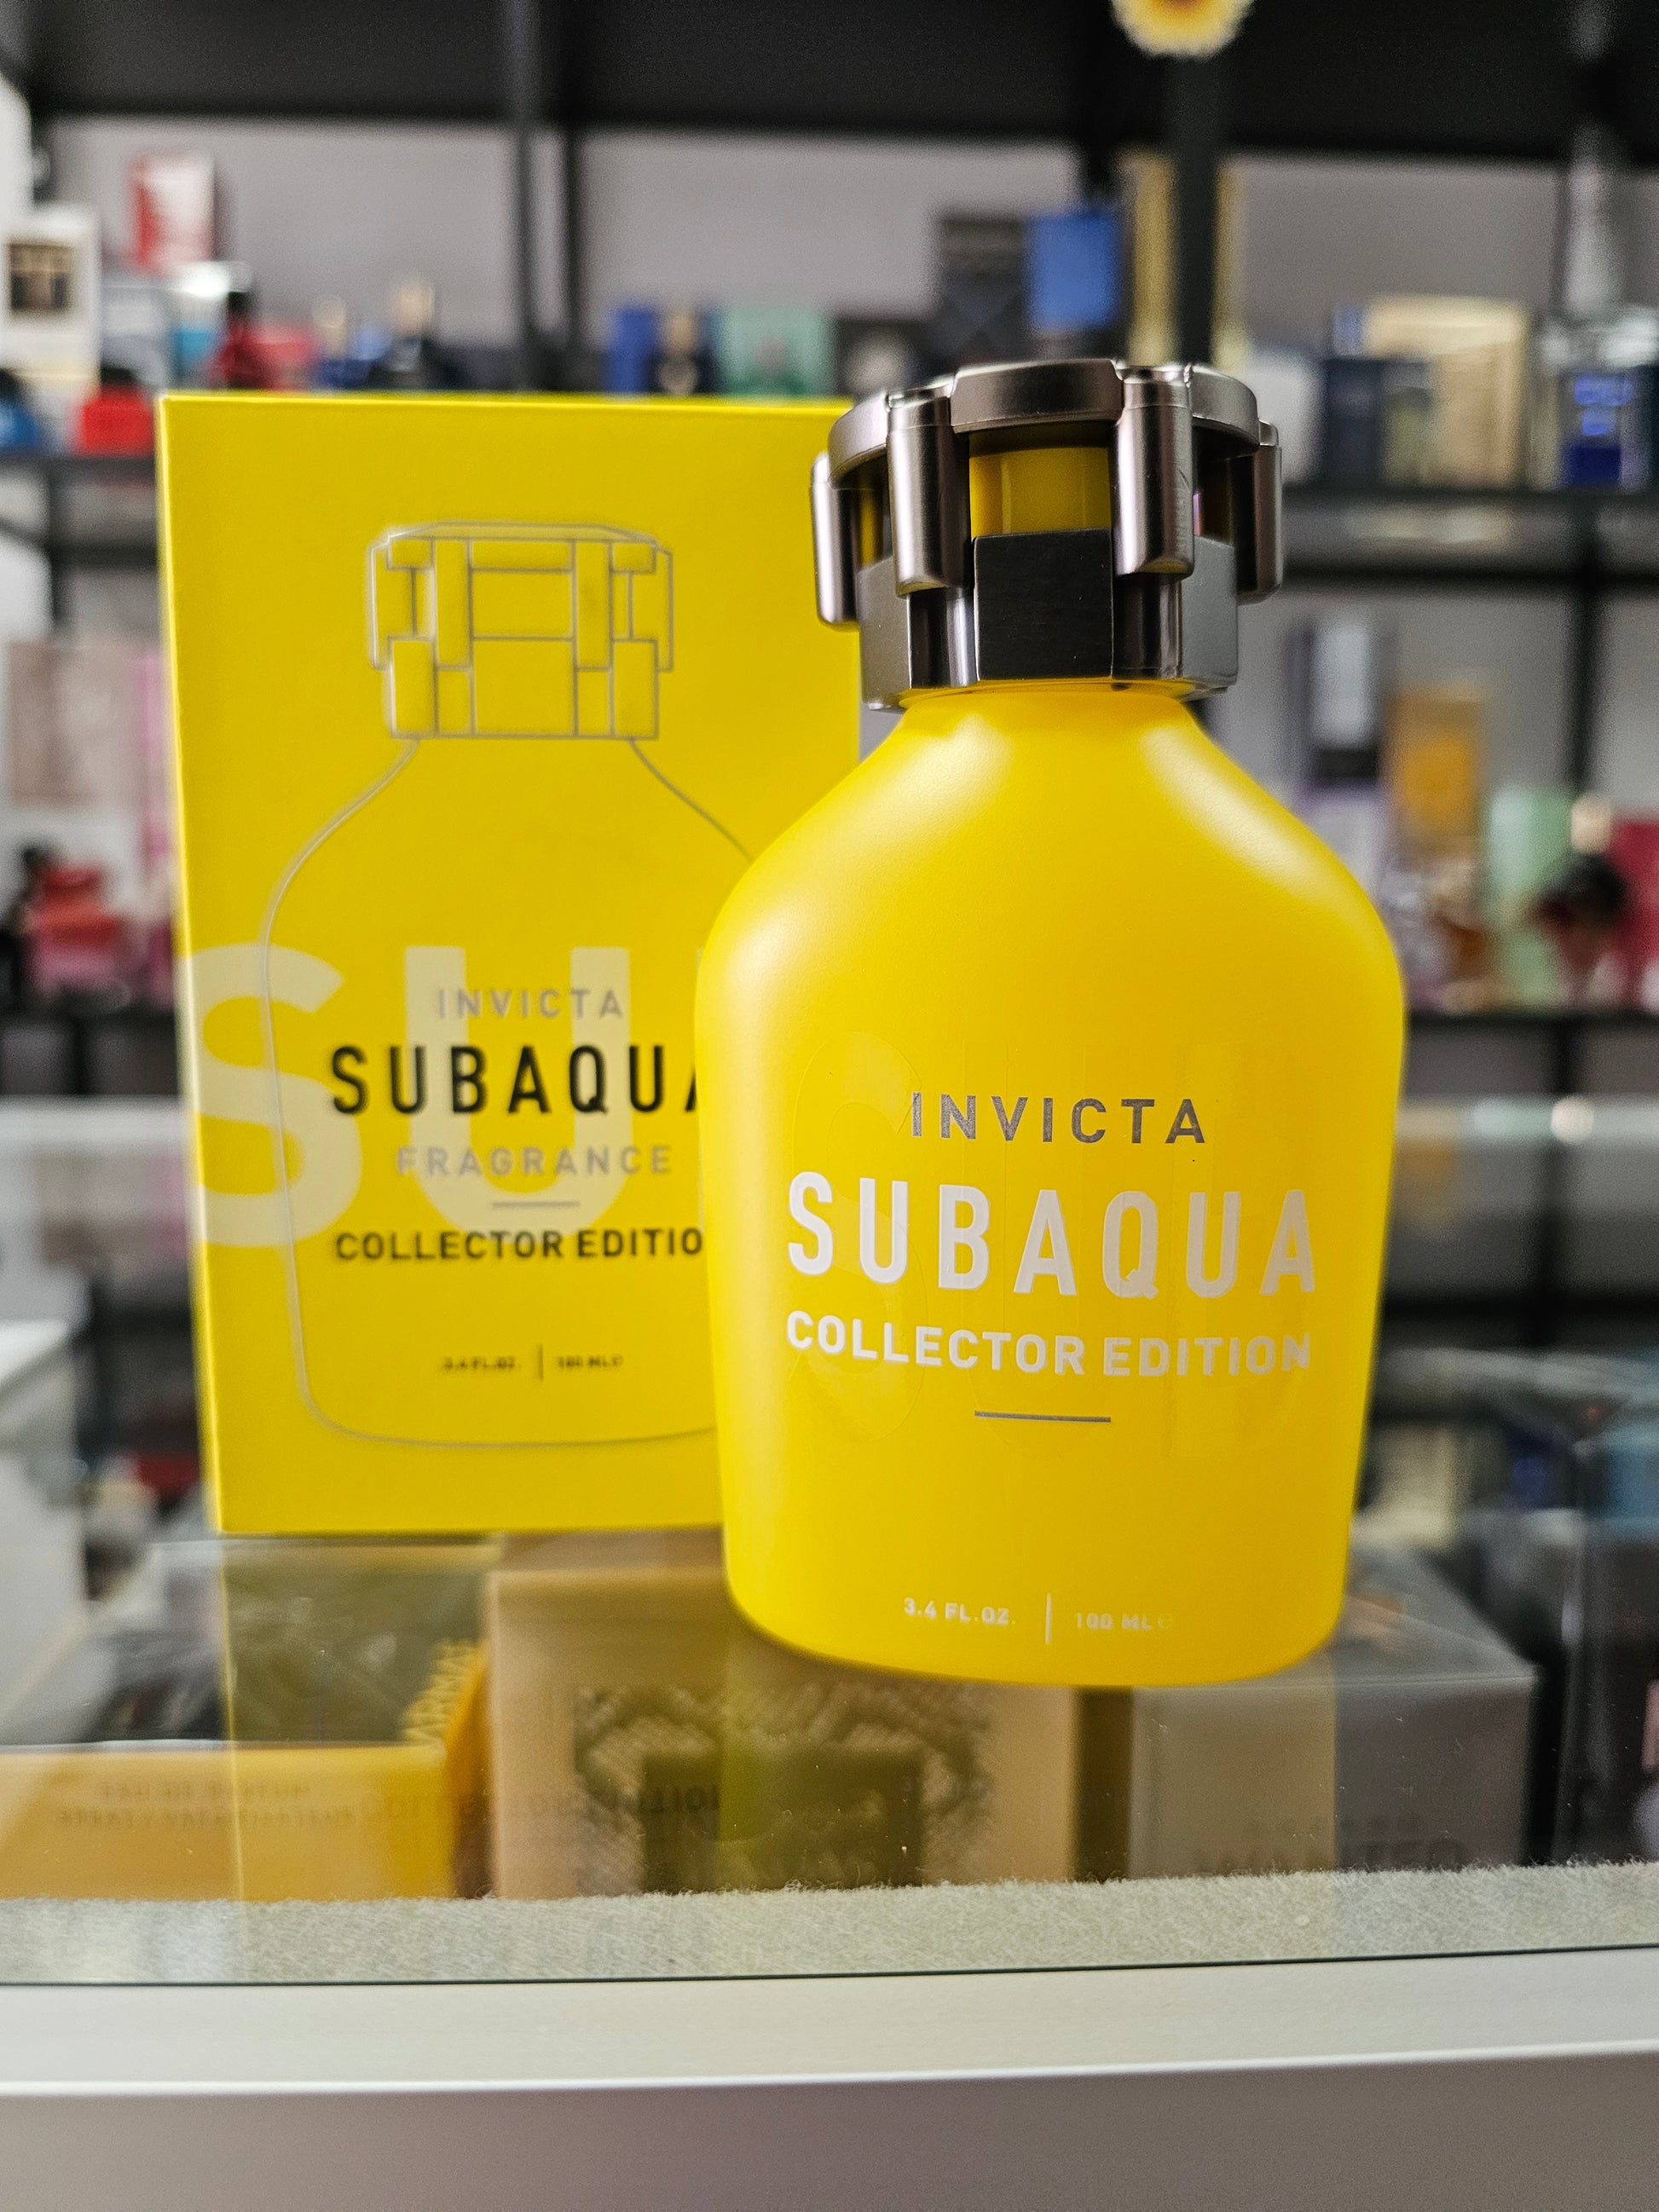 SU
INVICTA
SUBAQUA
FRAGRANCE
COLLECTOR EDITIO
3.4 FL.OZ. | 100 ML℮
INVICTA
SUBAQUA
COLLECTOR EDITION
3.4 FL.OZ. | 100 ML℮